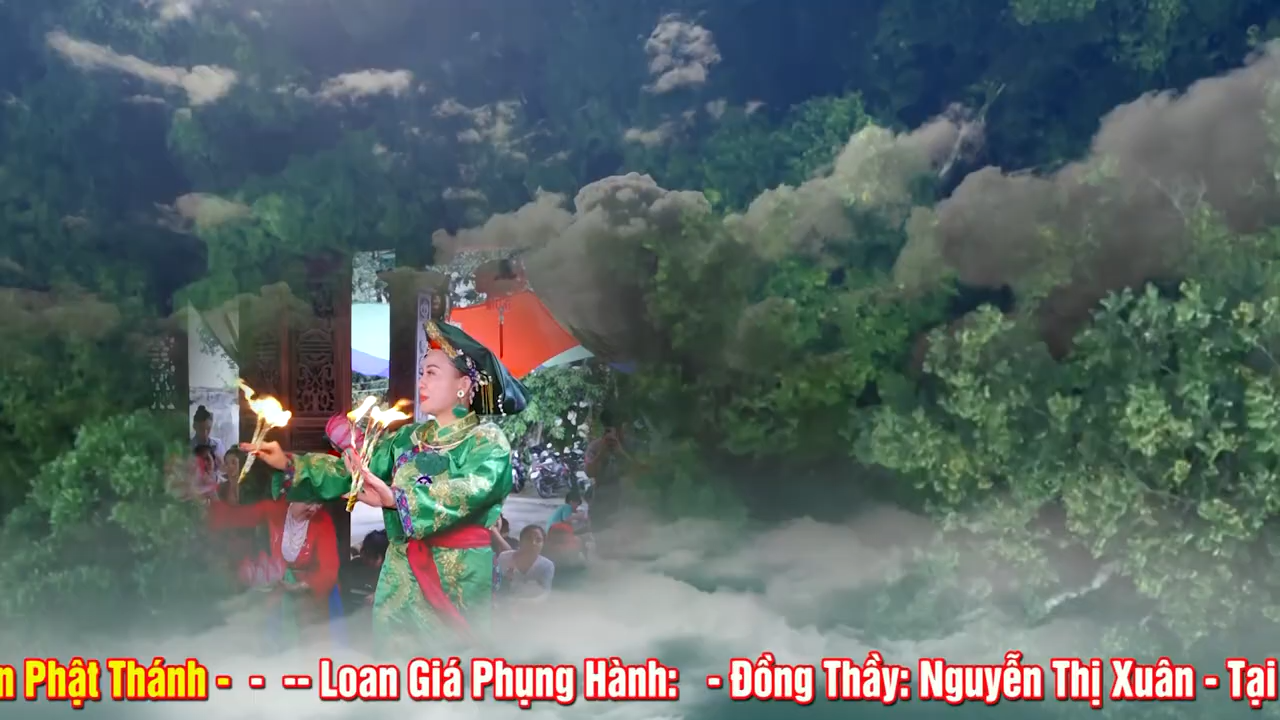 n Phật Thánh - - -- Loan Giá Phụng Hành: - Đồng Thầy: Nguyễn Thị Xuân - Tại